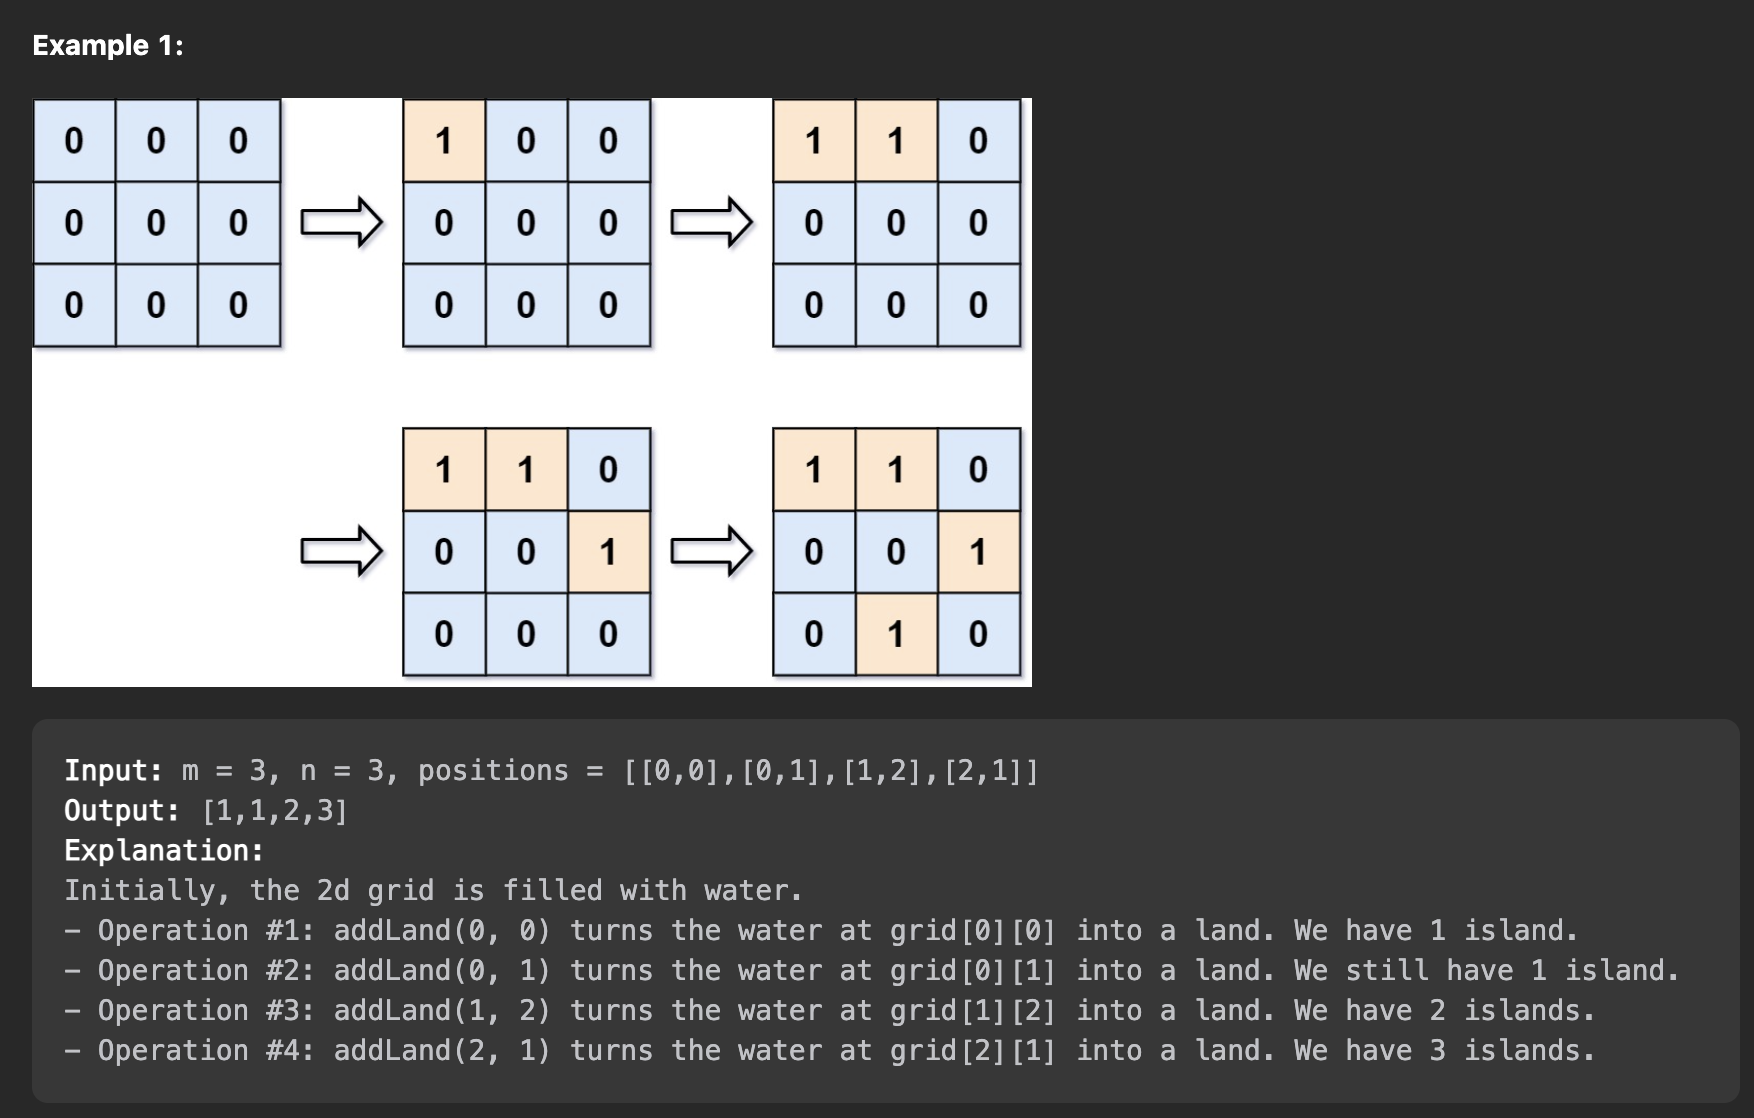 Example 1:
0 0 0 1 0 0 1 1 0
0 0 0 0 0 0 0 0 0
0 0 0 0 0 0 0 0 0
1 1 0 1 1 0
0 0 1 0 0 1
0 0 0 0 1 0
Input: m = 3, n = 3, positions = [[0,0],[0,1],[1,2],[2,1]]
Output: [1,1,2,3]
Explanation:
Initially, the 2d grid is filled with water.
- Operation #1: addLand(0, 0) turns the water at grid[0][0] into a land. We have 1 island.
- Operation #2: addLand(0, 1) turns the water at grid[0][1] into a land. We still have 1 island.
- Operation #3: addLand(1, 2) turns the water at grid[1][2] into a land. We have 2 islands.
- Operation #4: addLand(2, 1) turns the water at grid[2][1] into a land. We have 3 islands.